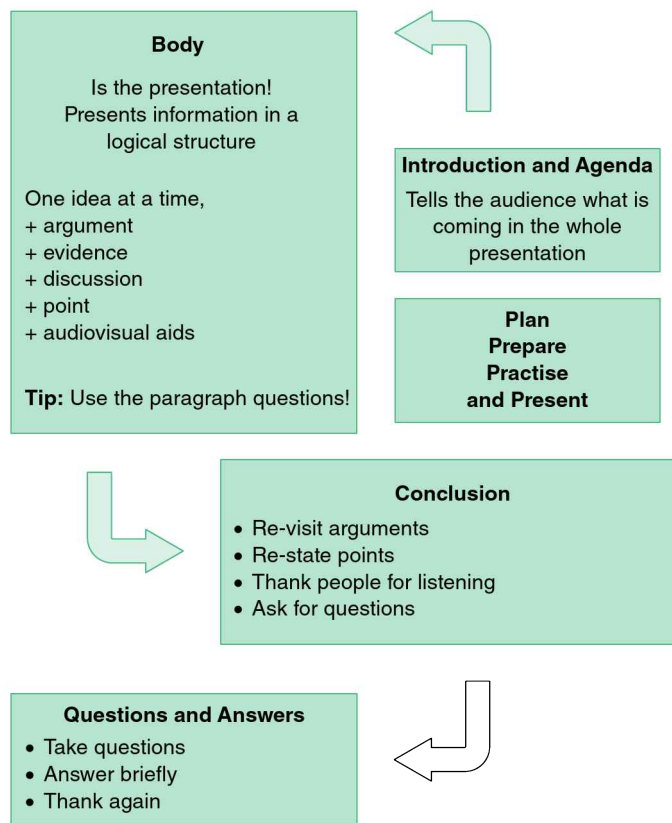 Body
Is the presentation!
Presents information in a
logical structure
One idea at a time,
+ argument
+ evidence
+ discussion
+ point
+ audiovisual aids
Tip: Use the paragraph questions!
Introduction and Agenda
Tells the audience what is
coming in the whole
presentation
Plan
Prepare
Practise
and Present
Conclusion
• Re-visit arguments
• Re-state points
• Thank people for listening
• Ask for questions
Questions and Answers
• Take questions
• Answer briefly
• Thank again